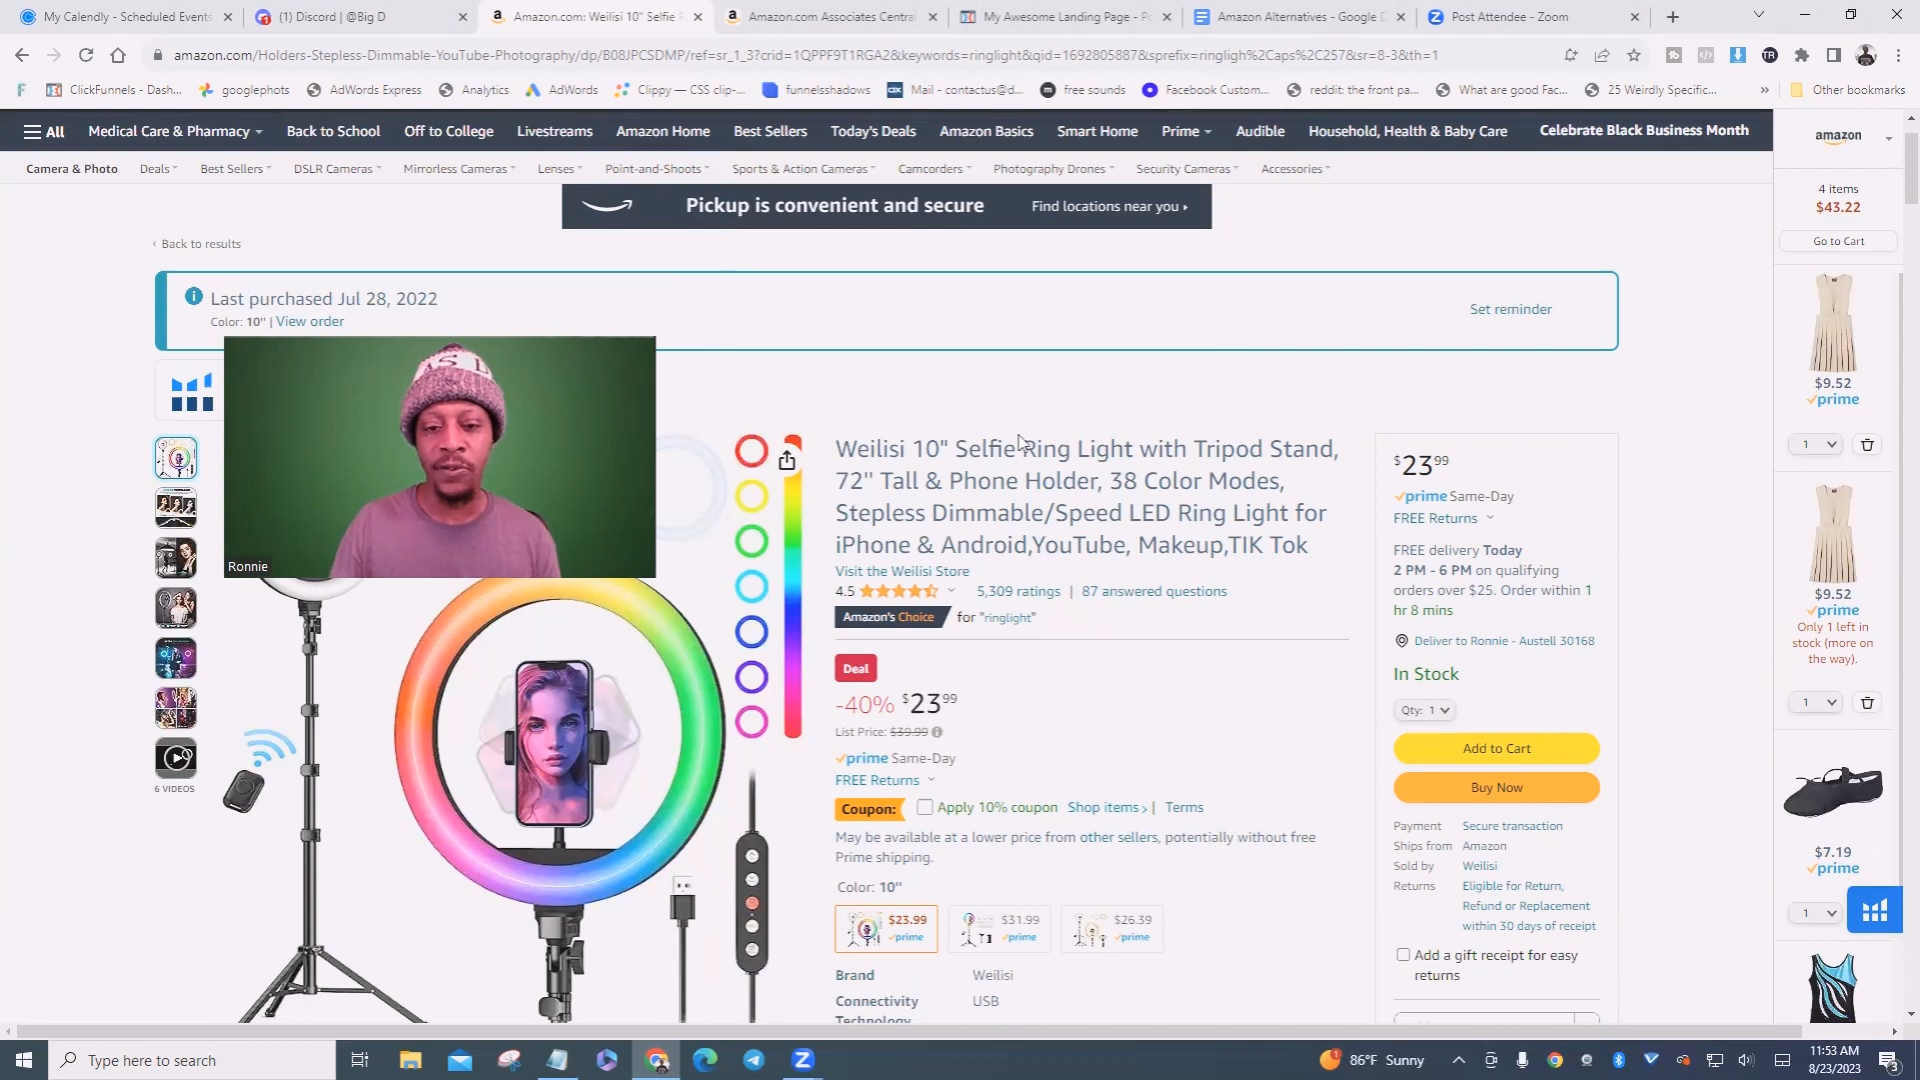 My Calendly - Scheduled Events
(1) Discord | @Big D
Amazon.com: Weilisi 10" Selfie
Amazon.com Associates Central
My Awesome Landing Page - Po
Amazon Alternatives - Google D
Post Attendee - Zoom
amazon.com/Holders-Stepless-Dimmable-YouTube-Photography/dp/B08JPCSDMP/ref=sr_1_3?crid=1QPPF9T1RGA2&keywords=ringlight&qid=1692805887&sprefix=ringligh%2Caps%2C257&sr=8-3&th=1
ClickFunnels - Dash...
googlephots
AdWords Express
Analytics
AdWords
Clippy — CSS clip-...
funnelsshadows
Mail - contactus@d...
free sounds
Facebook Custom...
reddit: the front pa...
What are good Fac...
25 Weirdly Specific...
Other bookmarks
All
Medical Care & Pharmacy
Back to School
Off to College
Livestreams
Amazon Home
Best Sellers
Today's Deals
Amazon Basics
Smart Home
Prime
Audible
Household, Health & Baby Care
Celebrate Black Business Month
Camera & Photo
Deals
Best Sellers
DSLR Cameras
Mirrorless Cameras
Lenses
Point-and-Shoots
Sports & Action Cameras
Camcorders
Photography Drones
Security Cameras
Accessories
Pickup is convenient and secure
Find locations near you ▸
‹ Back to results
Last purchased Jul 28, 2022
Color: 10" | View order
Set reminder
Ronnie
6 VIDEOS
Weilisi 10" Selfie Ring Light with Tripod Stand,
72" Tall & Phone Holder, 38 Color Modes,
Stepless Dimmable/Speed LED Ring Light for
iPhone & Android,YouTube, Makeup,TIK Tok
Visit the Weilisi Store
4.5
5,309 ratings | 87 answered questions
Amazon's Choice for "ringlight"
Deal
-40% $23⁹⁹
List Price: $39.99
prime Same-Day
FREE Returns
Coupon: Apply 10% coupon Shop items › | Terms
May be available at a lower price from other sellers, potentially without free
Prime shipping.
Color: 10"
$23.99
prime
$31.99
prime
$26.39
prime
Brand Weilisi
Connectivity USB
Technology
$23⁹⁹
prime Same-Day
FREE Returns
FREE delivery Today
2 PM - 6 PM on qualifying
orders over $25. Order within 1
hr 8 mins
Deliver to Ronnie - Austell 30168
In Stock
Qty: 1
Add to Cart
Buy Now
Payment Secure transaction
Ships from Amazon
Sold by Weilisi
Returns Eligible for Return,
Refund or Replacement
within 30 days of receipt
Add a gift receipt for easy
returns
amazon
4 items
$43.22
Go to Cart
$9.52
prime
1
$9.52
prime
Only 1 left in
stock (more on
the way).
1
$7.19
prime
1
Type here to search
86°F Sunny
11:53 AM
8/23/2023
3